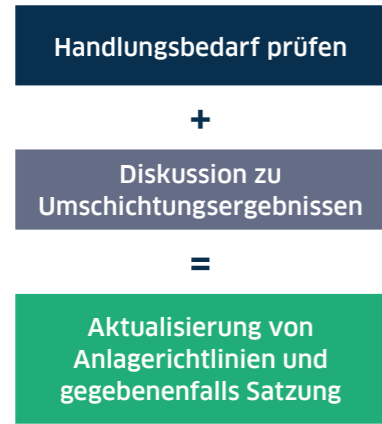 Handlungsbedarf prüfen
+
Diskussion zu
Umschichtungsergebnissen
=
Aktualisierung von
Anlagerichtlinien und
gegebenenfalls Satzung